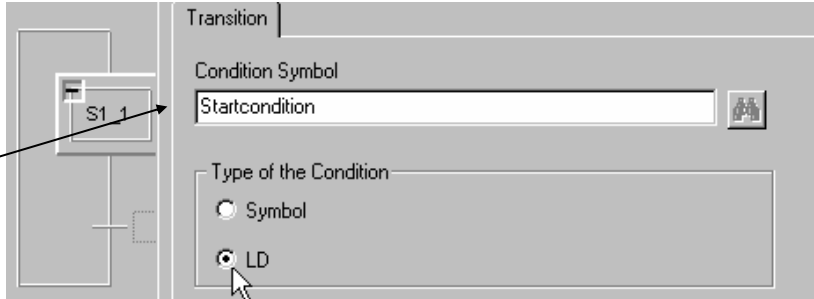 Transition
Condition Symbol
Startcondition
S1_1
Type of the Condition
Symbol
LD